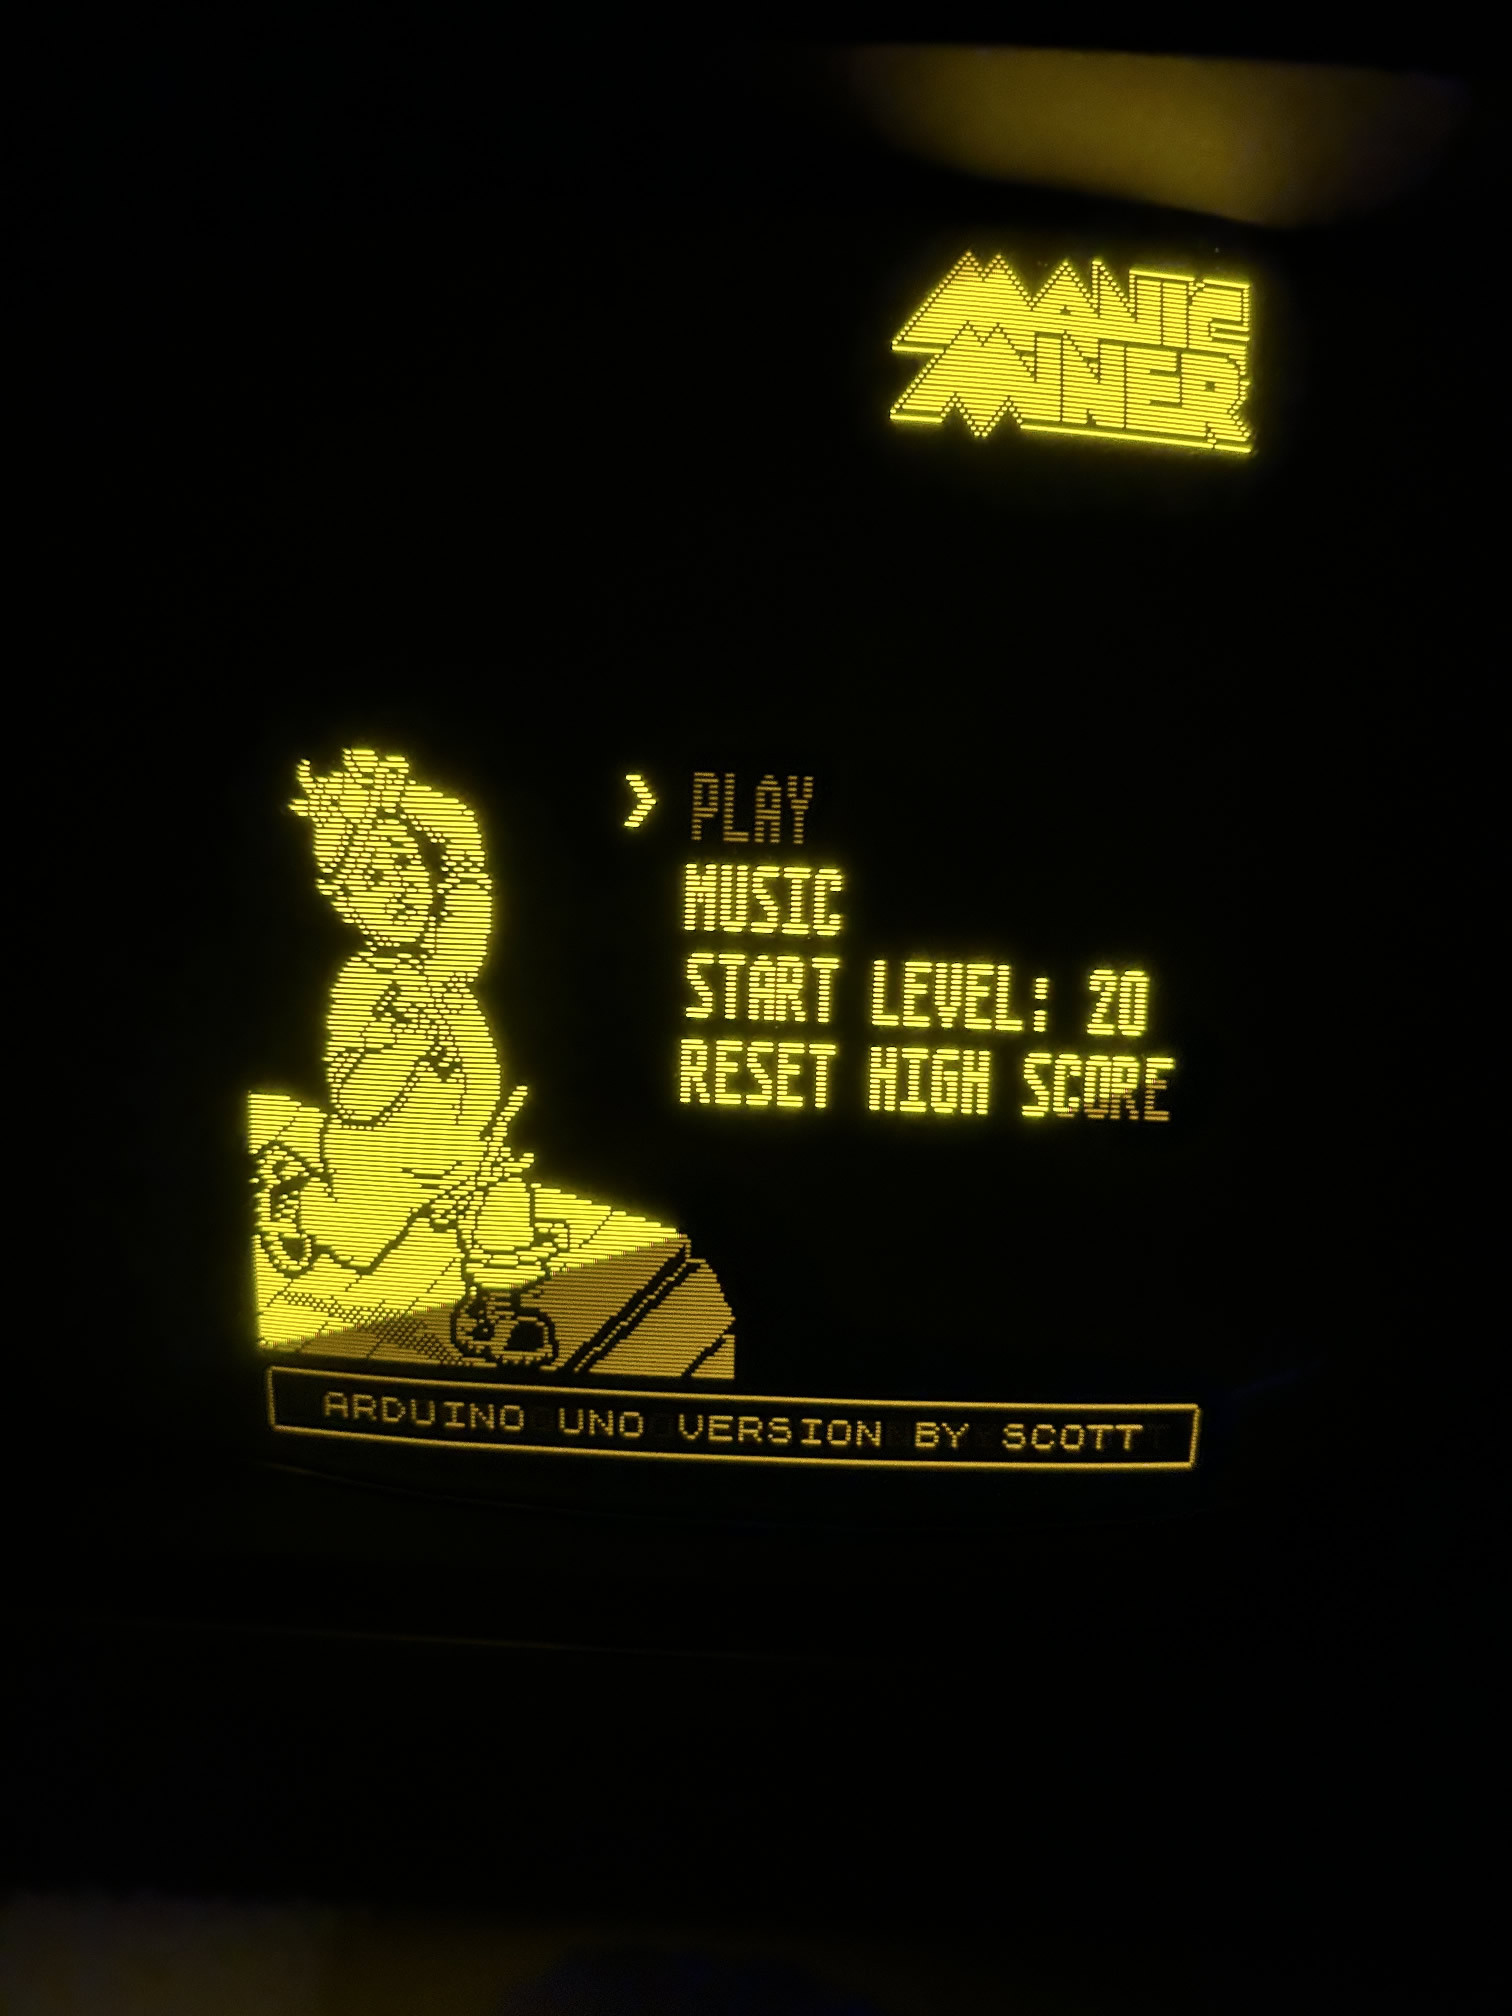 MANIC
MINER
> PLAY
MUSIC
START LEVEL: 20
RESET HIGH SCORE
ARDUINO UNO VERSION BY SCOTT